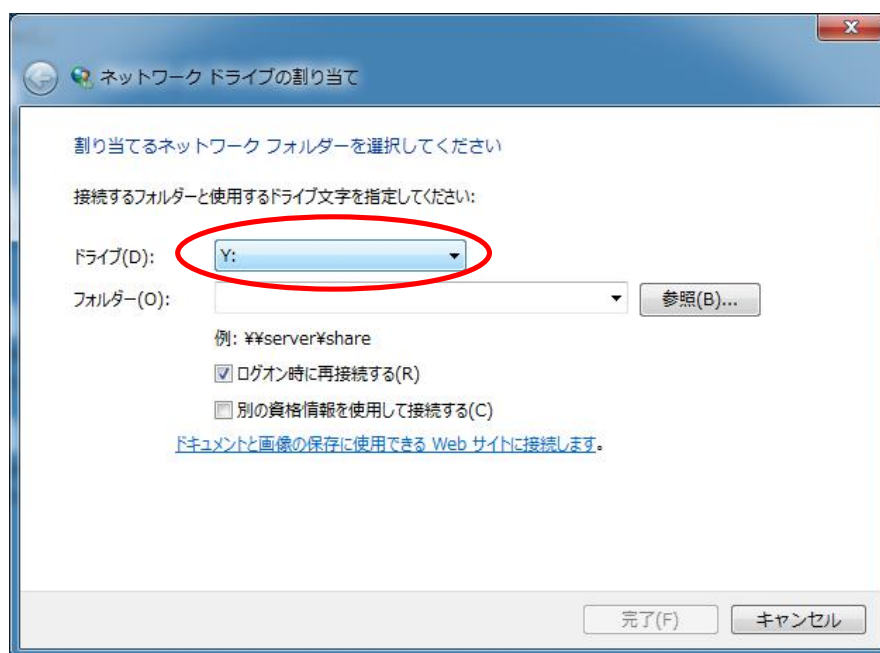 ネットワーク ドライブの割り当て
割り当てるネットワーク フォルダーを選択してください
接続するフォルダーと使用するドライブ文字を指定してください:
ドライブ(D): Y:
フォルダー(O): 参照(B)...
例: ¥¥server¥share
ログオン時に再接続する(R)
別の資格情報を使用して接続する(C)
ドキュメントと画像の保存に使用できる Web サイトに接続します。
完了(F) キャンセル